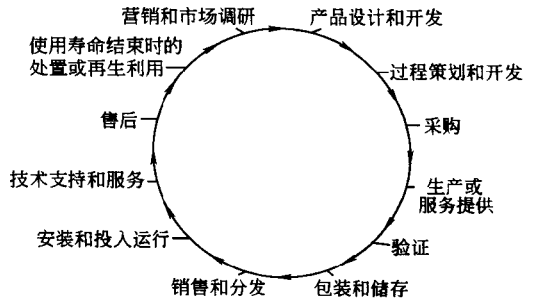 营销和市场调研
产品设计和开发
过程策划和开发
采购
生产或
服务提供
验证
包装和储存
销售和分发
安装和投入运行
技术支持和服务
售后
使用寿命结束时的
处置或再生利用